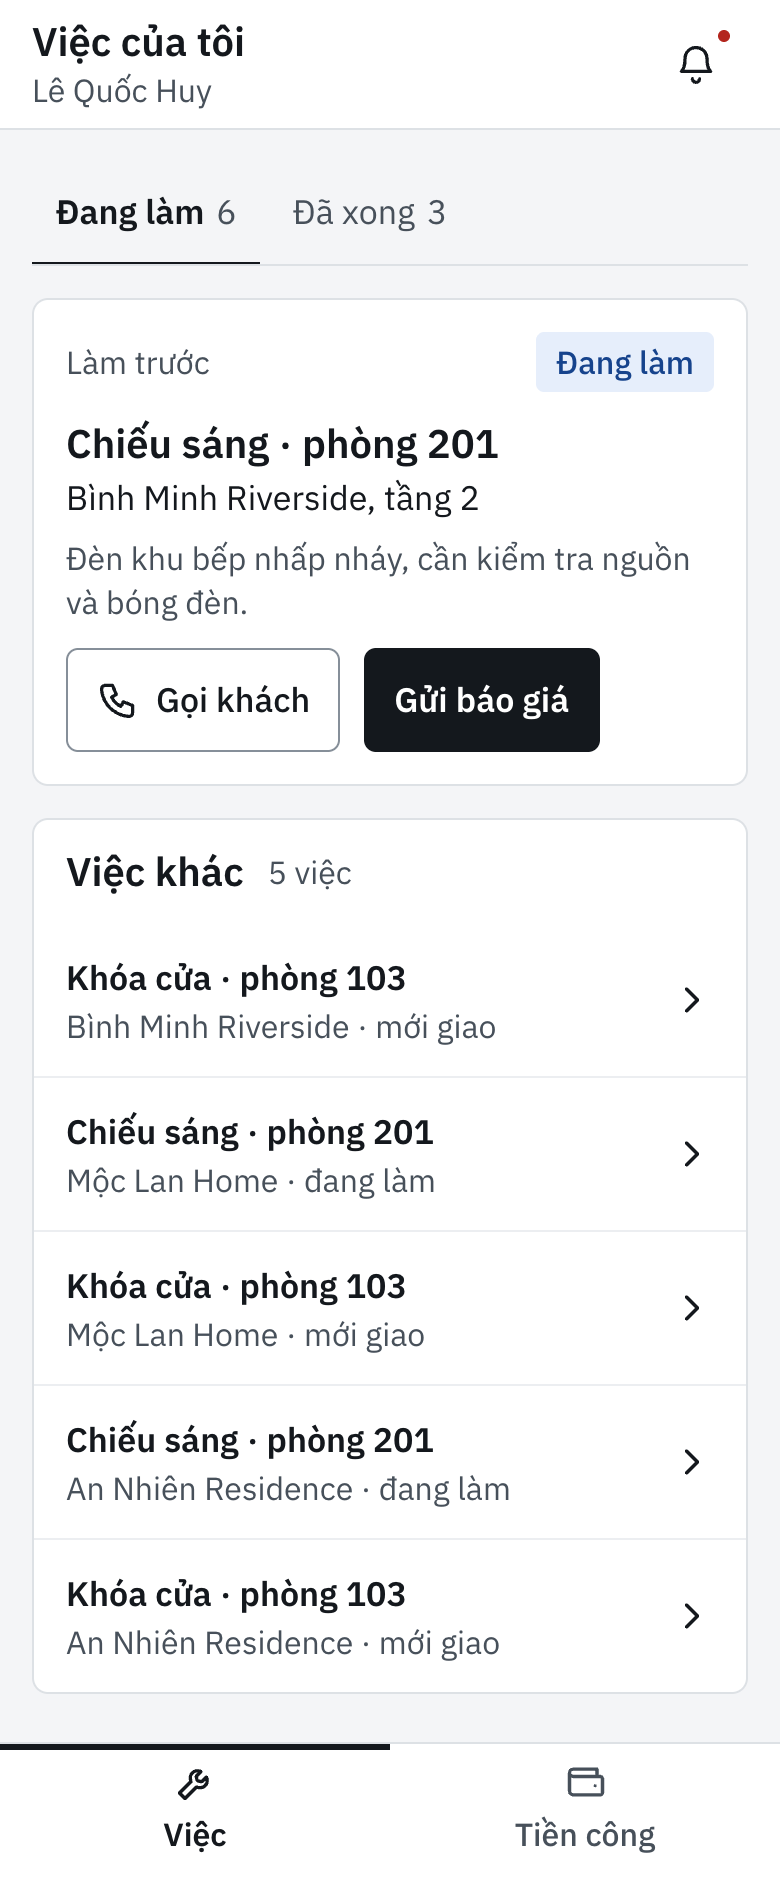 Việc của tôi
Lê Quốc Huy
Đang làm 6
Đã xong 3
Làm trước
Đang làm
Chiếu sáng · phòng 201
Bình Minh Riverside, tầng 2
Đèn khu bếp nhấp nháy, cần kiểm tra nguồn
và bóng đèn.
Gọi khách
Gửi báo giá
Việc khác 5 việc
Khóa cửa · phòng 103
Bình Minh Riverside · mới giao
Chiếu sáng · phòng 201
Mộc Lan Home · đang làm
Khóa cửa · phòng 103
Mộc Lan Home · mới giao
Chiếu sáng · phòng 201
An Nhiên Residence · đang làm
Khóa cửa · phòng 103
An Nhiên Residence · mới giao
Việc
Tiền công